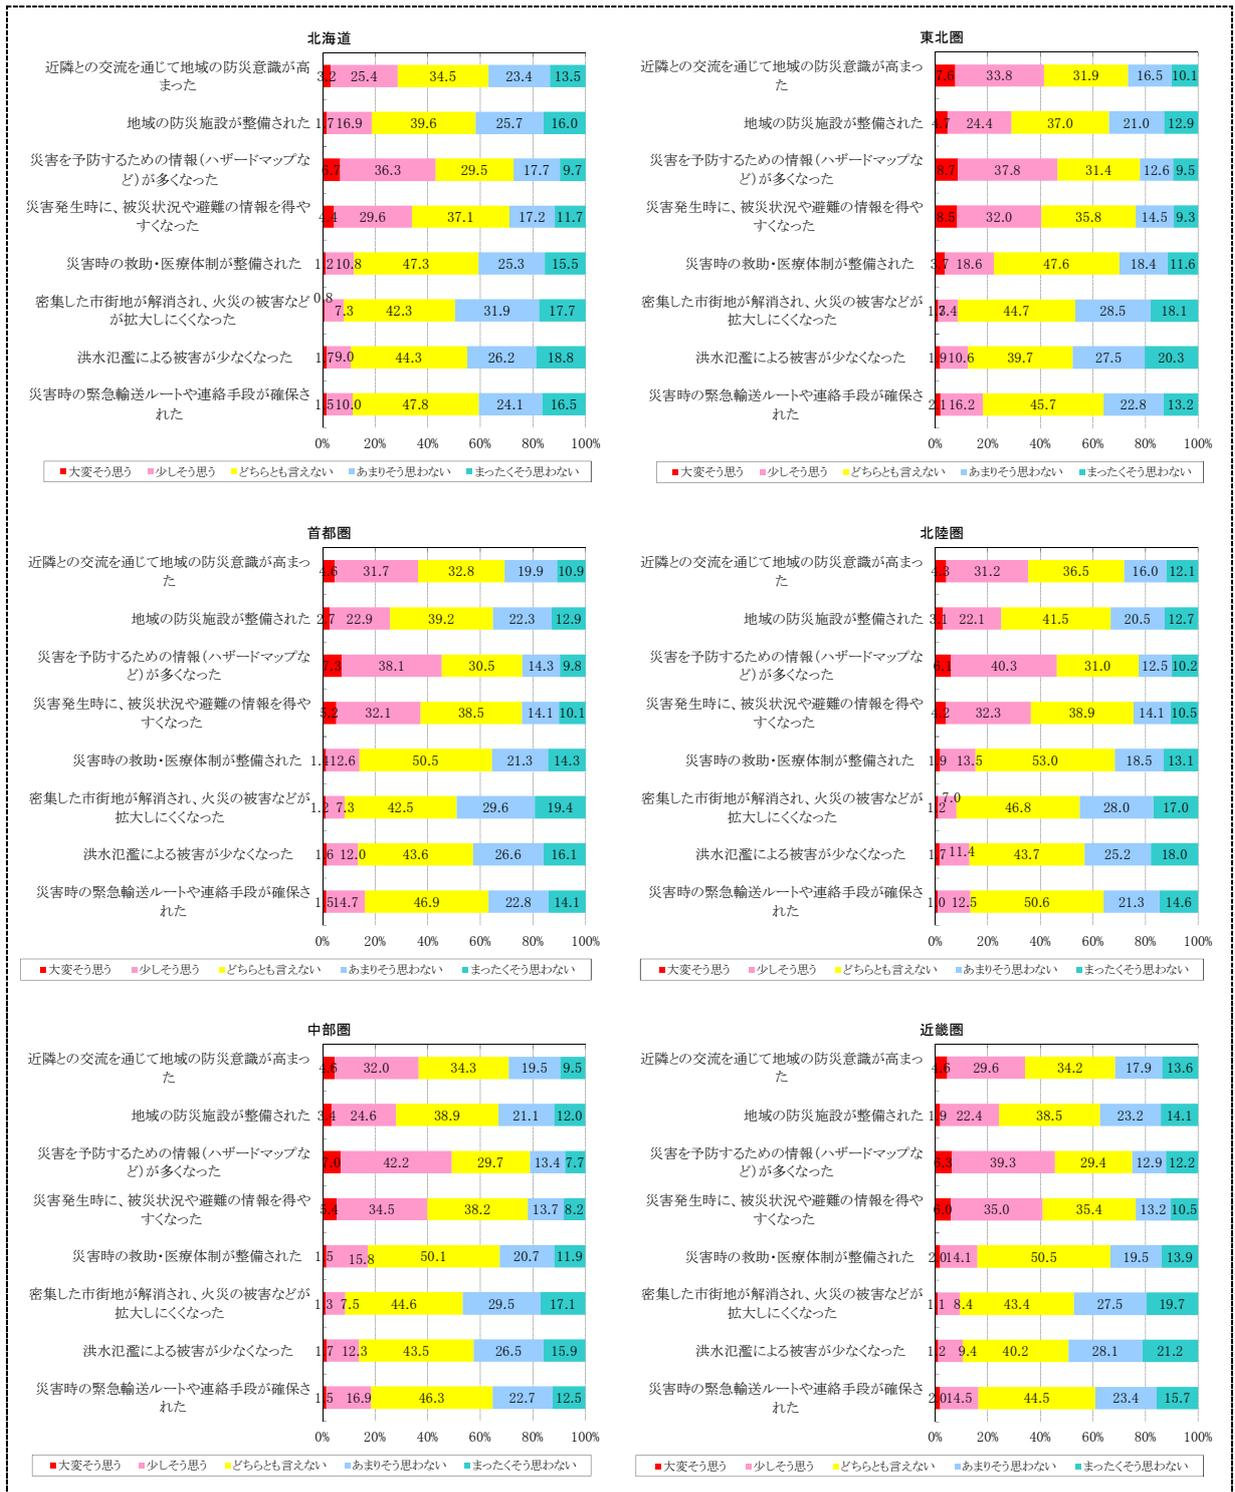 北海道
近隣との交流を通じて地域の防災意識が高
まった
3.2 25.4 34.5 23.4 13.5
地域の防災施設が整備された
1.7 16.9 39.6 25.7 16.0
災害を予防するための情報(ハザードマップな
ど)が多くなった
6.7 36.3 29.5 17.7 9.7
災害発生時に、被災状況や避難の情報を得や
すくなった
4.4 29.6 37.1 17.2 11.7
災害時の救助・医療体制が整備された
1.2 10.8 47.3 25.3 15.5
密集した市街地が解消され、火災の被害など
が拡大しにくくなった
0.8 7.3 42.3 31.9 17.7
洪水氾濫による被害が少なくなった
1.7 9.0 44.3 26.2 18.8
災害時の緊急輸送ルートや連絡手段が確保さ
れた
1.5 10.0 47.8 24.1 16.5
0% 20% 40% 60% 80% 100%
大変そう思う 少しそう思う どちらとも言えない あまりそう思わない まったくそう思わない
東北圏
近隣との交流を通じて地域の防災意識が高まっ
た
7.6 33.8 31.9 16.5 10.1
地域の防災施設が整備された
4.7 24.4 37.0 21.0 12.9
災害を予防するための情報(ハザードマップな
ど)が多くなった
8.7 37.8 31.4 12.6 9.5
災害発生時に、被災状況や避難の情報を得や
すくなった
8.5 32.0 35.8 14.5 9.3
災害時の救助・医療体制が整備された
3.7 18.6 47.6 18.4 11.6
密集した市街地が解消され、火災の被害などが
拡大しにくくなった
44.7 28.5 18.1
洪水氾濫による被害が少なくなった
1.9 10.6 39.7 27.5 20.3
災害時の緊急輸送ルートや連絡手段が確保さ
れた
2.1 16.2 45.7 22.8 13.2
0% 20% 40% 60% 80% 100%
大変そう思う 少しそう思う どちらとも言えない あまりそう思わない まったくそう思わない
首都圏
近隣との交流を通じて地域の防災意識が高まっ
た
4.6 31.7 32.8 19.9 10.9
地域の防災施設が整備された
2.7 22.9 39.2 22.3 12.9
災害を予防するための情報(ハザードマップな
ど)が多くなった
7.3 38.1 30.5 14.3 9.8
災害発生時に、被災状況や避難の情報を得や
すくなった
5.2 32.1 38.5 14.1 10.1
災害時の救助・医療体制が整備された
1.4 12.6 50.5 21.3 14.3
密集した市街地が解消され、火災の被害などが
拡大しにくくなった
1.2 7.3 42.5 29.6 19.4
洪水氾濫による被害が少なくなった
1.6 12.0 43.6 26.6 16.1
災害時の緊急輸送ルートや連絡手段が確保さ
れた
1.5 14.7 46.9 22.8 14.1
0% 20% 40% 60% 80% 100%
大変そう思う 少しそう思う どちらとも言えない あまりそう思わない まったくそう思わない
北陸圏
近隣との交流を通じて地域の防災意識が高まっ
た
4.3 31.2 36.5 16.0 12.1
地域の防災施設が整備された
3.1 22.1 41.5 20.5 12.7
災害を予防するための情報(ハザードマップな
ど)が多くなった
6.1 40.3 31.0 12.5 10.2
災害発生時に、被災状況や避難の情報を得や
すくなった
4.2 32.3 38.9 14.1 10.5
災害時の救助・医療体制が整備された
1.9 13.5 53.0 18.5 13.1
密集した市街地が解消され、火災の被害などが
拡大しにくくなった
1.2 7.0 46.8 28.0 17.0
洪水氾濫による被害が少なくなった
1.7 11.4 43.7 25.2 18.0
災害時の緊急輸送ルートや連絡手段が確保さ
れた
1.0 12.5 50.6 21.3 14.6
0% 20% 40% 60% 80% 100%
大変そう思う 少しそう思う どちらとも言えない あまりそう思わない まったくそう思わない
中部圏
近隣との交流を通じて地域の防災意識が高まっ
た
4.6 32.0 34.3 19.5 9.5
地域の防災施設が整備された
3.4 24.6 38.9 21.1 12.0
災害を予防するための情報(ハザードマップな
ど)が多くなった
7.0 42.2 29.7 13.4 7.7
災害発生時に、被災状況や避難の情報を得や
すくなった
5.4 34.5 38.2 13.7 8.2
災害時の救助・医療体制が整備された
1.5 15.8 50.1 20.7 11.9
密集した市街地が解消され、火災の被害などが
拡大しにくくなった
1.3 7.5 44.6 29.5 17.1
洪水氾濫による被害が少なくなった
1.7 12.3 43.5 26.5 15.9
災害時の緊急輸送ルートや連絡手段が確保さ
れた
1.5 16.9 46.3 22.7 12.5
0% 20% 40% 60% 80% 100%
大変そう思う 少しそう思う どちらとも言えない あまりそう思わない まったくそう思わない
近畿圏
近隣との交流を通じて地域の防災意識が高まっ
た
4.6 29.6 34.2 17.9 13.6
地域の防災施設が整備された
1.9 22.4 38.5 23.2 14.1
災害を予防するための情報(ハザードマップな
ど)が多くなった
6.3 39.3 29.4 12.9 12.2
災害発生時に、被災状況や避難の情報を得や
すくなった
6.0 35.0 35.4 13.2 10.5
災害時の救助・医療体制が整備された
2.0 14.1 50.5 19.5 13.9
密集した市街地が解消され、火災の被害などが
拡大しにくくなった
1.1 8.4 43.4 27.5 19.7
洪水氾濫による被害が少なくなった
1.2 9.4 40.2 28.1 21.2
災害時の緊急輸送ルートや連絡手段が確保さ
れた
2.0 14.5 44.5 23.4 15.7
0% 20% 40% 60% 80% 100%
大変そう思う 少しそう思う どちらとも言えない あまりそう思わない まったくそう思わない